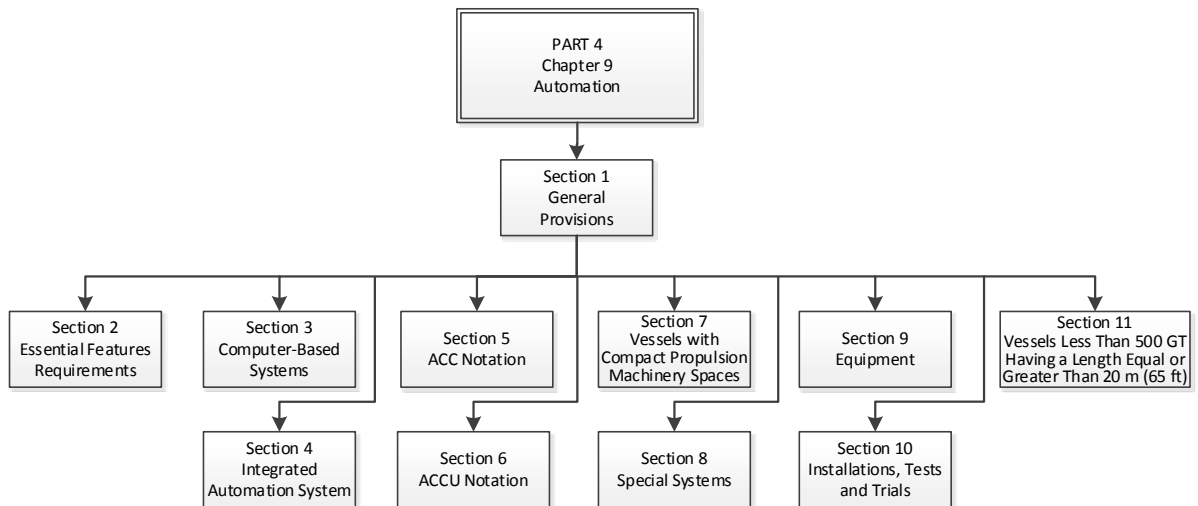 PART 4
Chapter 9
Automation
Section 1
General
Provisions
Section 2
Essential Features
Requirements
Section 3
Computer-Based
Systems
Section 5
ACC Notation
Section 7
Vessels with
Compact Propulsion
Machinery Spaces
Section 9
Equipment
Section 11
Vessels Less Than 500 GT
Having a Length Equal or
Greater Than 20 m (65 ft)
Section 4
Integrated
Automation System
Section 6
ACCU Notation
Section 8
Special Systems
Section 10
Installations, Tests
and Trials